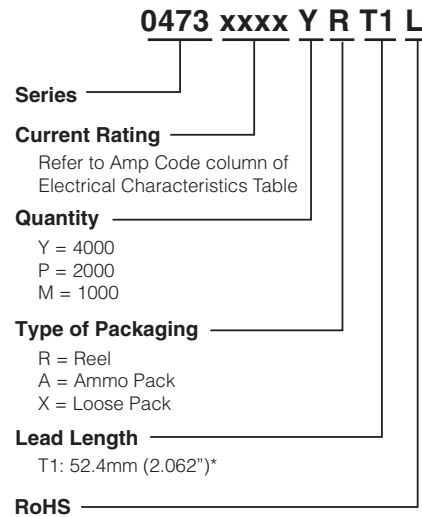 0473 xxxx Y R T1 L
Series
Current Rating
Refer to Amp Code column of
Electrical Characteristics Table
Quantity
Y = 4000
P = 2000
M = 1000
Type of Packaging
R = Reel
A = Ammo Pack
X = Loose Pack
Lead Length
T1: 52.4mm (2.062”)*
RoHS